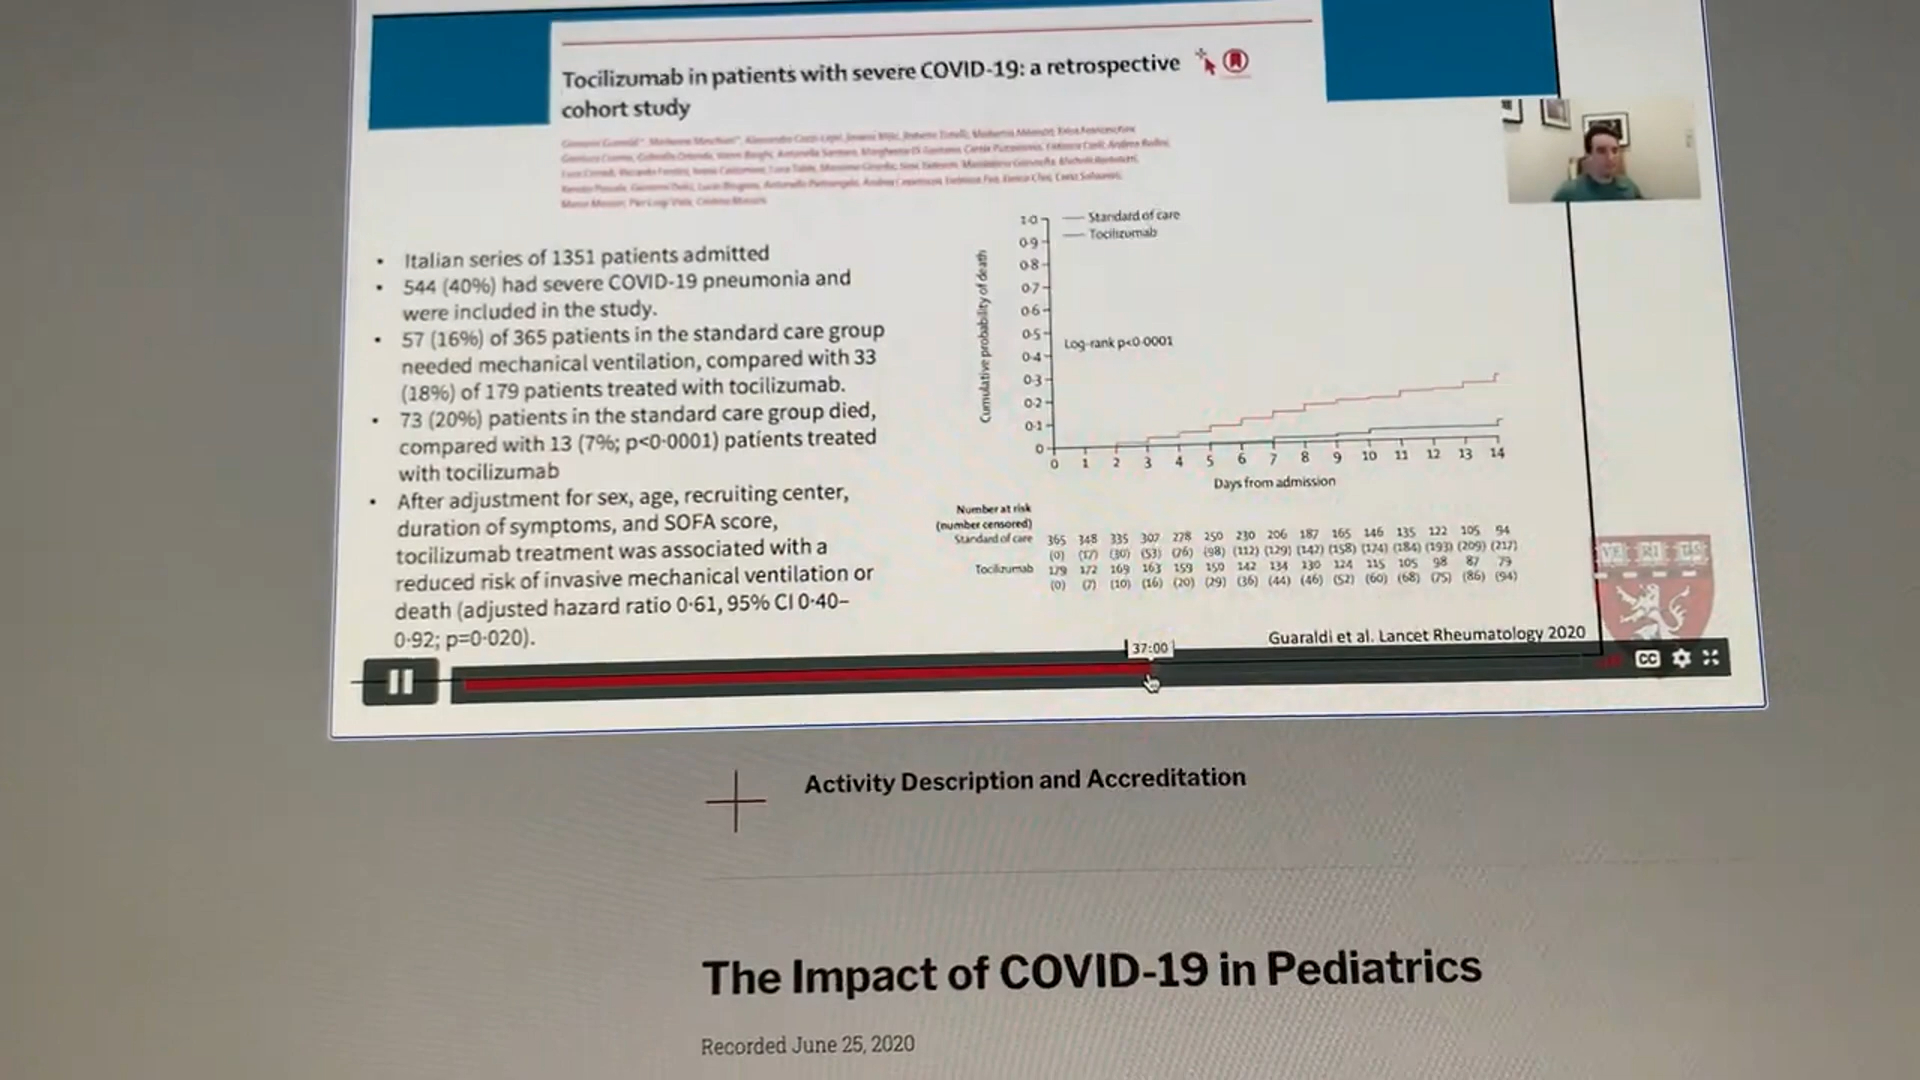 Tocilizumab in patients with severe COVID-19: a retrospective
cohort study
• Italian series of 1351 patients admitted
• 544 (40%) had severe COVID-19 pneumonia and
were included in the study.
• 57 (16%) of 365 patients in the standard care group
needed mechanical ventilation, compared with 33
(18%) of 179 patients treated with tocilizumab.
• 73 (20%) patients in the standard care group died,
compared with 13 (7%; p<0·0001) patients treated
with tocilizumab
• After adjustment for sex, age, recruiting center,
duration of symptoms, and SOFA score,
tocilizumab treatment was associated with a
reduced risk of invasive mechanical ventilation or
death (adjusted hazard ratio 0·61, 95% CI 0·40–
0·92; p=0·020).
Cumulative probability of death
1·0
0·9
0·8
0·7
0·6
0·5
0·4
0·3
0·2
0·1
0
Standard of care
Tocilizumab
Log-rank p<0·0001
0 1 2 3 4 5 6 7 8 9 10 11 12 13 14
Days from admission
Number at risk
(number censored)
Standard of care 365 348 335 307 278 250 230 206 187 165 146 135 122 105 94
(0) (17) (30) (53) (76) (98) (112) (129) (142) (158) (174) (184) (193) (209) (217)
Tocilizumab 179 172 169 163 159 150 142 134 130 124 115 105 98 87 79
(0) (7) (10) (16) (20) (29) (36) (44) (46) (52) (60) (68) (75) (86) (94)
Guaraldi et al. Lancet Rheumatology 2020
VE RI TAS
37:00
CC
Activity Description and Accreditation
The Impact of COVID-19 in Pediatrics
Recorded June 25, 2020